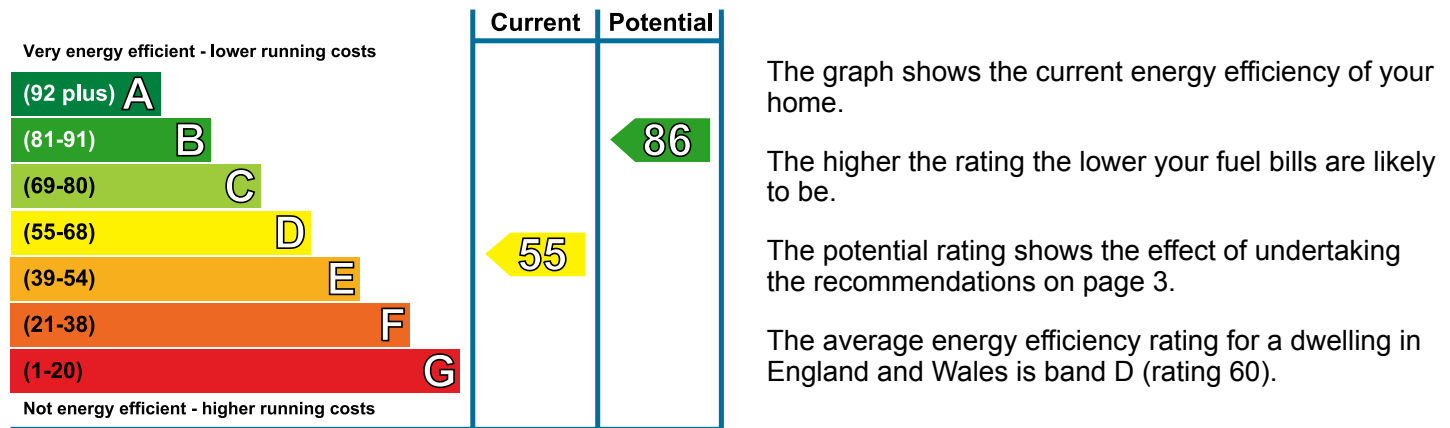 Current Potential
Very energy efficient - lower running costs
(92 plus) A
(81-91) B
86
(69-80) C
(55-68) D
55
(39-54) E
(21-38) F
(1-20) G
Not energy efficient - higher running costs
The graph shows the current energy efficiency of your
home.
The higher the rating the lower your fuel bills are likely
to be.
The potential rating shows the effect of undertaking
the recommendations on page 3.
The average energy efficiency rating for a dwelling in
England and Wales is band D (rating 60).